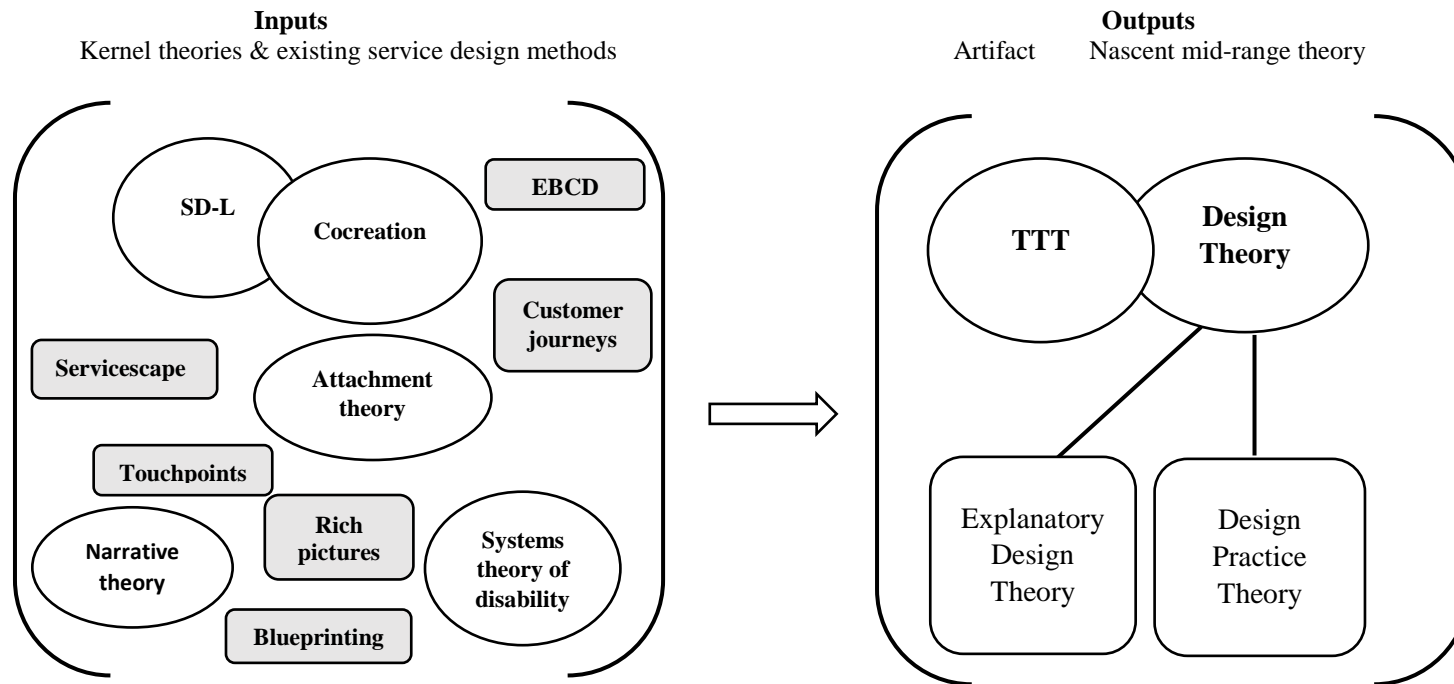 Inputs
Kernel theories & existing service design methods
SD-L
Cocreation
EBCD
Customer
journeys
Servicescape
Attachment
theory
Touchpoints
Rich
pictures
Narrative
theory
Systems
theory of
disability
Blueprinting
Outputs
Artifact Nascent mid-range theory
TTT
Design
Theory
Explanatory
Design
Theory
Design
Practice
Theory